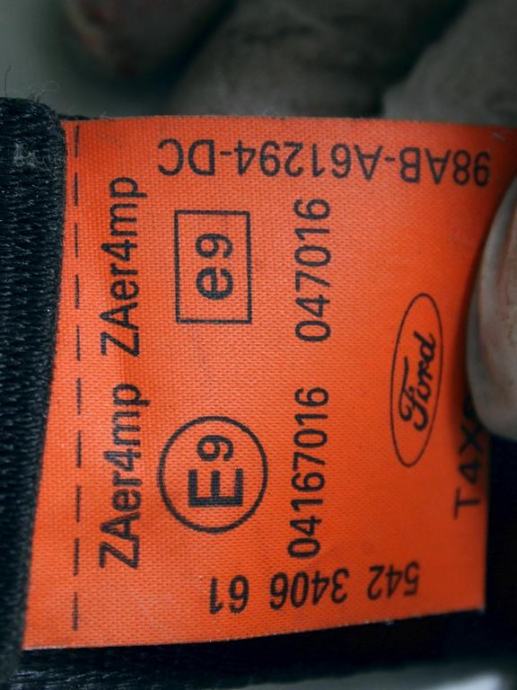 98AB-A61294-DC
ZAer4mp ZAer4mp
E9 e9
04167016 047016
Ford
T4X
542 3406 61